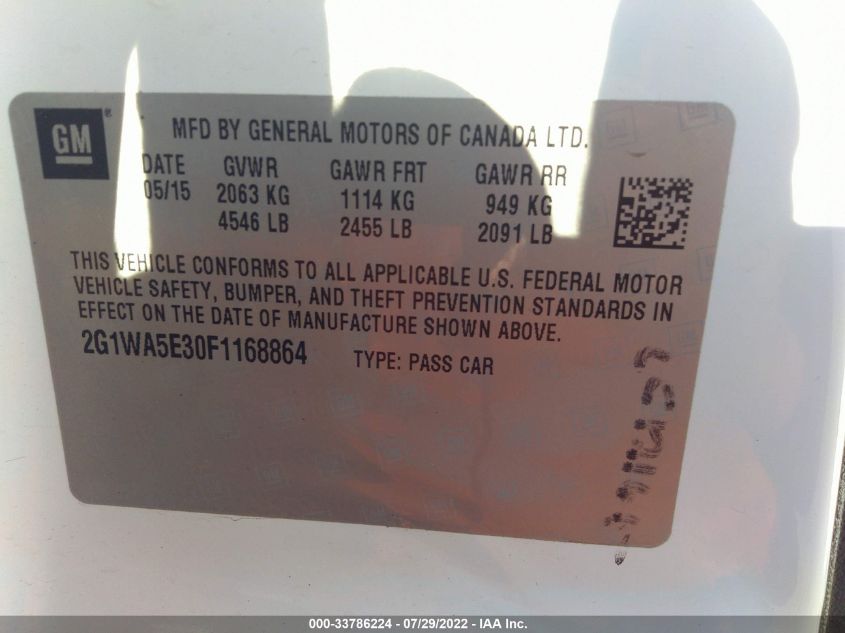 GM ®
MFD BY GENERAL MOTORS OF CANADA LTD.
DATE GVWR GAWR FRT GAWR RR
05/15 2063 KG 1114 KG 949 KG
4546 LB 2455 LB 2091 LB
THIS VEHICLE CONFORMS TO ALL APPLICABLE U.S. FEDERAL MOTOR
VEHICLE SAFETY, BUMPER, AND THEFT PREVENTION STANDARDS IN
EFFECT ON THE DATE OF MANUFACTURE SHOWN ABOVE.
2G1WA5E30F1168864 TYPE: PASS CAR
000-33786224 / 07/29/2022 - IAA Inc.